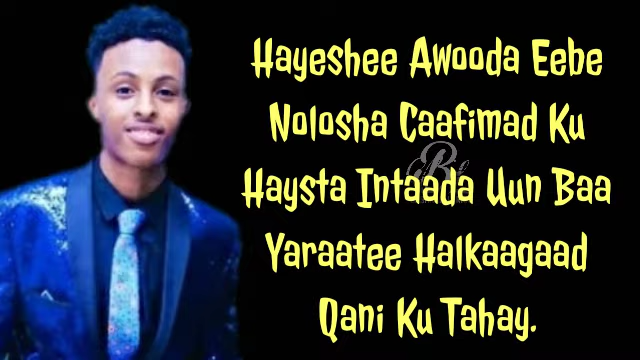 Hayeshee Awooda Eebe
Nolosha Caafimad Ku
Haysta Intaada Uun Baa
Yaraatee Halkaagaad
Qani Ku Tahay.